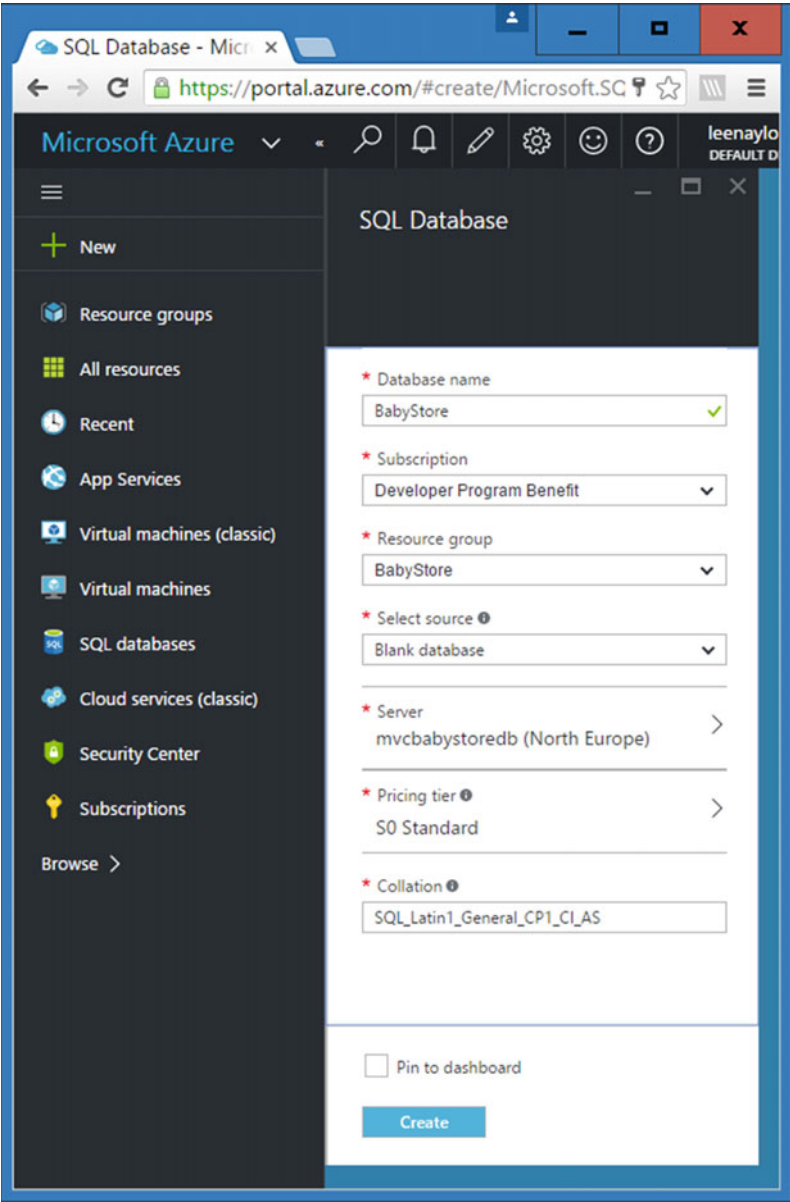 SQL Database - Micr
https://portal.azure.com/#create/Microsoft.SQ
Microsoft Azure
leenaylo
DEFAULT D
New
Resource groups
All resources
Recent
App Services
Virtual machines (classic)
Virtual machines
SQL databases
Cloud services (classic)
Security Center
Subscriptions
Browse >
SQL Database
* Database name
BabyStore
* Subscription
Developer Program Benefit
* Resource group
BabyStore
* Select source
Blank database
* Server
mvcbabystoredb (North Europe)
* Pricing tier
S0 Standard
* Collation
SQL_Latin1_General_CP1_CI_AS
Pin to dashboard
Create